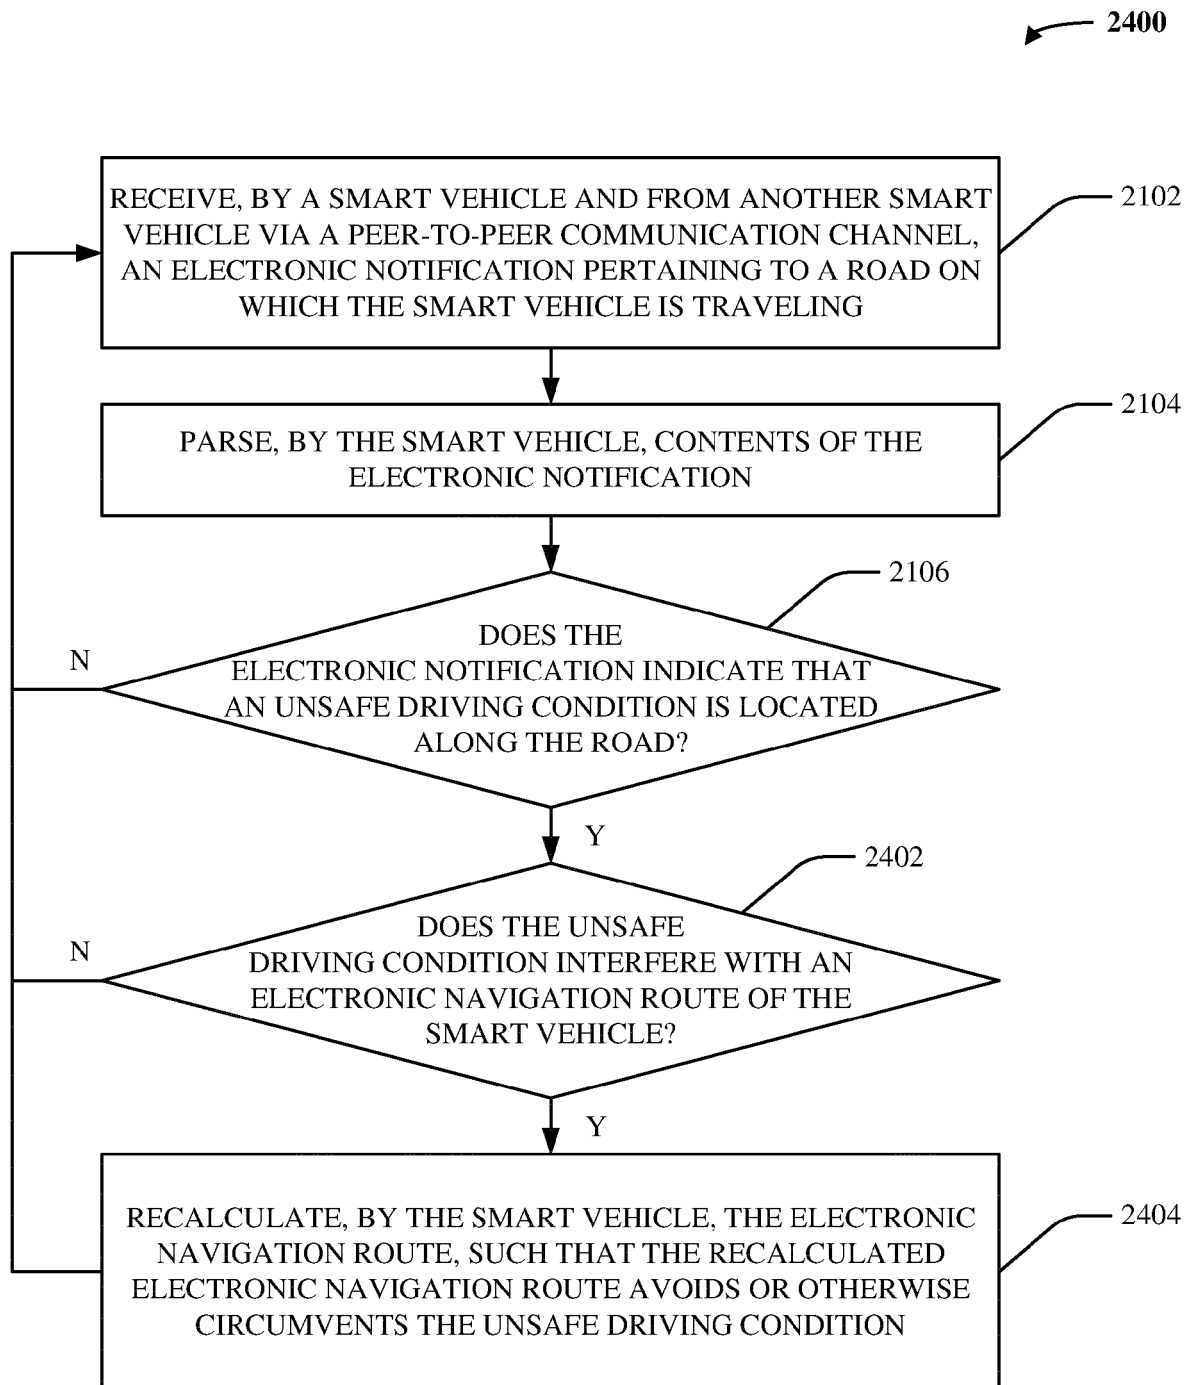 2400
RECEIVE, BY A SMART VEHICLE AND FROM ANOTHER SMART
VEHICLE VIA A PEER-TO-PEER COMMUNICATION CHANNEL,
AN ELECTRONIC NOTIFICATION PERTAINING TO A ROAD ON
WHICH THE SMART VEHICLE IS TRAVELING
2102
PARSE, BY THE SMART VEHICLE, CONTENTS OF THE
ELECTRONIC NOTIFICATION
2104
DOES THE
ELECTRONIC NOTIFICATION INDICATE THAT
AN UNSAFE DRIVING CONDITION IS LOCATED
ALONG THE ROAD?
2106
N
Y
DOES THE UNSAFE
DRIVING CONDITION INTERFERE WITH AN
ELECTRONIC NAVIGATION ROUTE OF THE
SMART VEHICLE?
2402
N
Y
RECALCULATE, BY THE SMART VEHICLE, THE ELECTRONIC
NAVIGATION ROUTE, SUCH THAT THE RECALCULATED
ELECTRONIC NAVIGATION ROUTE AVOIDS OR OTHERWISE
CIRCUMVENTS THE UNSAFE DRIVING CONDITION
2404